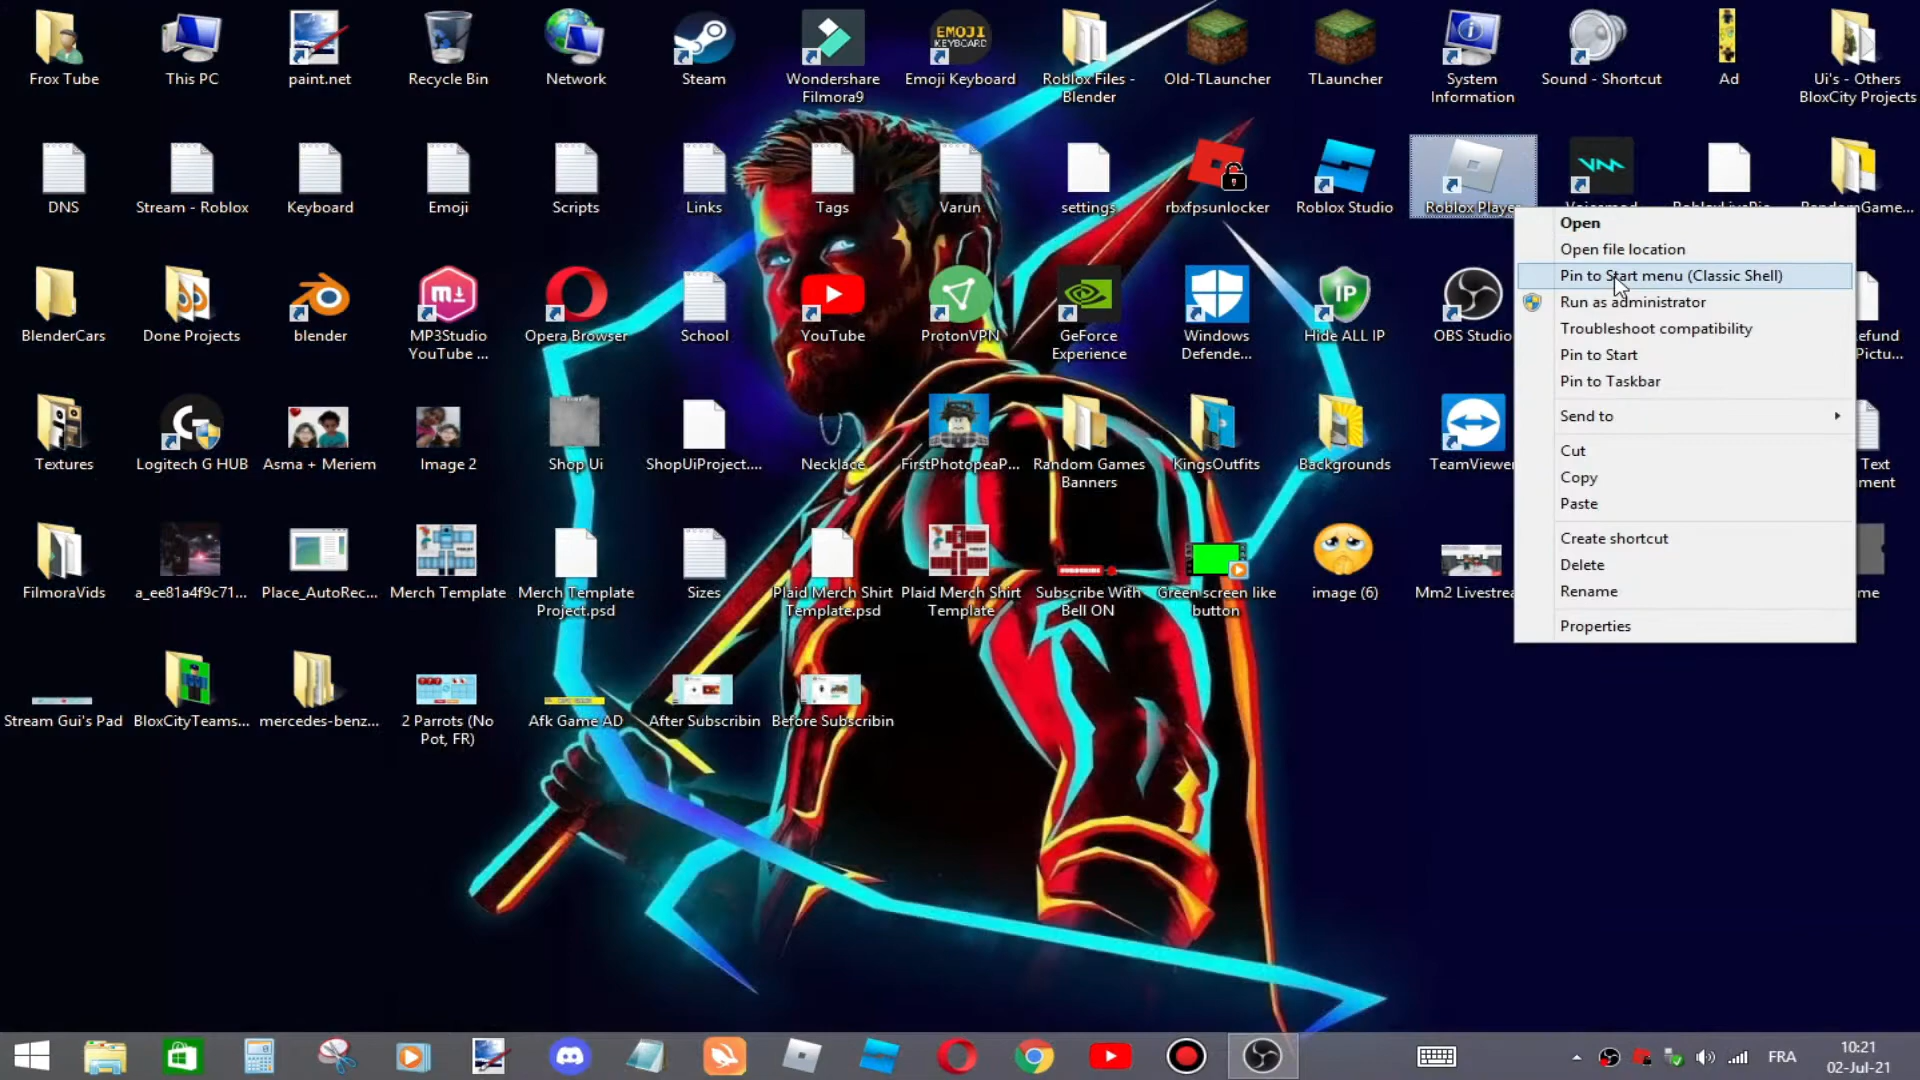 Frox Tube
This PC
paint.net
Recycle Bin
Network
Steam
Wondershare
Filmora9
EMOJI
KEYBOARD
Emoji Keyboard
Roblox Files -
Blender
Old-TLauncher
TLauncher
System
Information
Sound - Shortcut
Ad
Ui's - Others
BloxCity Projects
DNS
Stream - Roblox
Keyboard
Emoji
Scripts
Links
Tags
Varun
settings
rbxfpsunlocker
Roblox Studio
Roblox Playe
BlenderCars
Done Projects
blender
MP3Studio
YouTube ...
Opera Browser
School
YouTube
ProtonVPN
GeForce
Experience
Windows
Defende...
IP
Hide ALL IP
OBS Studio
efund
Pictu...
Textures
Logitech G HUB
Asma + Meriem
Image 2
Shop Ui
ShopUiProject....
Necklace
FirstPhotopeaP...
Random Games
Banners
KingsOutfits
Backgrounds
TeamViewer
Text
ment
FilmoraVids
a_ee81a4f9c71...
Place_AutoRec...
Merch Template
Merch Template
Project.psd
Sizes
Plaid Merch Shirt
Template.psd
Plaid Merch Shirt
Template
SUBSCRIBE
Subscribe With
Bell ON
Green screen like
button
image (6)
Mm2 Livestrea
me
Stream Gui's Pad
BloxCityTeams...
mercedes-benz...
2 Parrots (No
Pot, FR)
Afk Game AD
After Subscribin
Before Subscribin
Open
Open file location
Pin to Start menu (Classic Shell)
Run as administrator
Troubleshoot compatibility
Pin to Start
Pin to Taskbar
Send to
Cut
Copy
Paste
Create shortcut
Delete
Rename
Properties
FRA
10:21
02-Jul-21